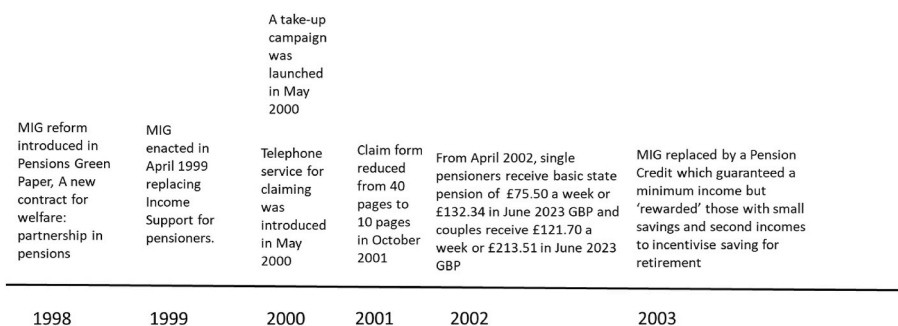 A take-up
campaign
was
launched
in May
2000
MIG reform
introduced in
Pensions Green
Paper, A new
contract for
welfare:
partnership in
pensions
MIG
enacted in
April 1999
replacing
Income
Support for
pensioners.
Telephone
service for
claiming
was
introduced
in May
2000
Claim form
reduced
from 40
pages to
10 pages
in October
2001
From April 2002, single
pensioners receive basic state
pension of £75.50 a week or
£132.34 in June 2023 GBP and
couples receive £121.70 a
week or £213.51 in June 2023
GBP
MIG replaced by a Pension
Credit which guaranteed a
minimum income but
‘rewarded’ those with small
savings and second incomes
to incentivise saving for
retirement
1998
1999
2000
2001
2002
2003